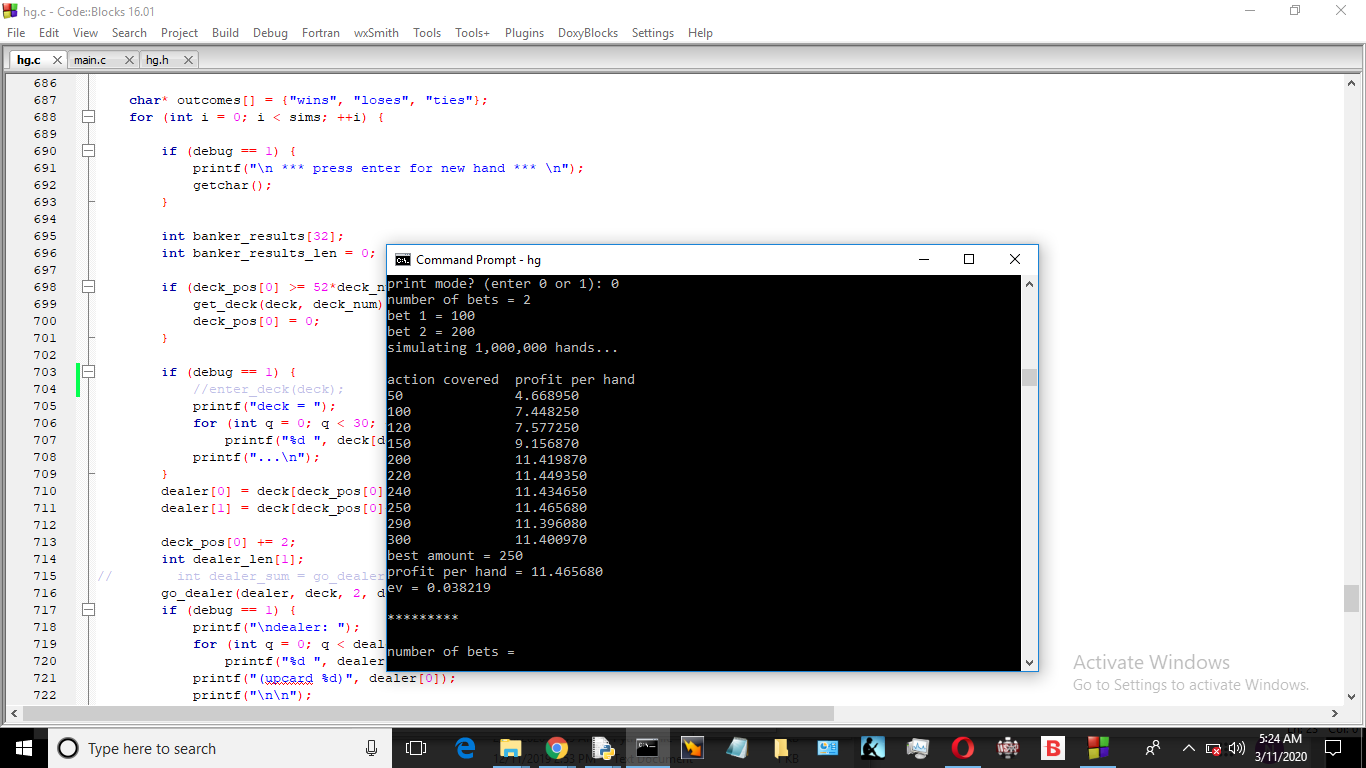 hg.c - Code::Blocks 16.01
File Edit View Search Project Build Debug Fortran wxSmith Tools Tools+ Plugins DoxyBlocks Settings Help
hg.c main.c hg.h
686
687 char* outcomes[] = {"wins", "loses", "ties"};
688 for (int i = 0; i < sims; ++i) {
689
690 if (debug == 1) {
691 printf("\n *** press enter for new hand *** \n");
692 getchar();
693 }
694
695 int banker_results[32];
696 int banker_results_len = 0;
697
698 if (deck_pos[0] >= 52*deck_n
699 get_deck(deck, deck_num)
700 deck_pos[0] = 0;
701 }
702
703 if (debug == 1) {
704 //enter_deck(deck);
705 printf("deck = ");
706 for (int q = 0; q < 30;
707 printf("%d ", deck[d
708 printf("...\n");
709 }
710 dealer[0] = deck[deck_pos[0]
711 dealer[1] = deck[deck_pos[0]
712
713 deck_pos[0] += 2;
714 int dealer_len[1];
715 // int dealer_sum = go_dealer
716 go_dealer(dealer, deck, 2, d
717 if (debug == 1) {
718 printf("\ndealer: ");
719 for (int q = 0; q < deal
720 printf("%d ", dealer
721 printf("(upcard %d)", dealer[0]);
722 printf("\n\n");
Command Prompt - hg
print mode? (enter 0 or 1): 0
number of bets = 2
bet 1 = 100
bet 2 = 200
simulating 1,000,000 hands...
action covered profit per hand
50 4.668950
100 7.448250
120 7.577250
150 9.156870
200 11.419870
220 11.449350
240 11.434650
250 11.465680
290 11.396080
300 11.400970
best amount = 250
profit per hand = 11.465680
ev = 0.038219
*********
number of bets =
Activate Windows
Go to Settings to activate Windows.
Type here to search
5:24 AM
3/11/2020